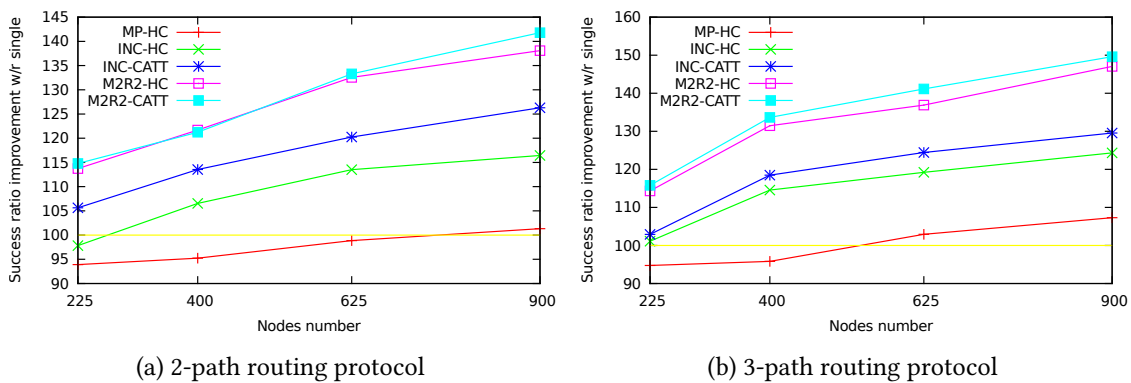 145
140
135
130
125
120
115
110
105
100
95
90
Success ratio improvement w/r single
MP-HC
INC-HC
INC-CATT
M2R2-HC
M2R2-CATT
225
400
625
900
Nodes number
(a) 2-path routing protocol
160
150
140
130
120
110
100
90
Success ratio improvement w/r single
MP-HC
INC-HC
INC-CATT
M2R2-HC
M2R2-CATT
225
400
625
900
Nodes number
(b) 3-path routing protocol